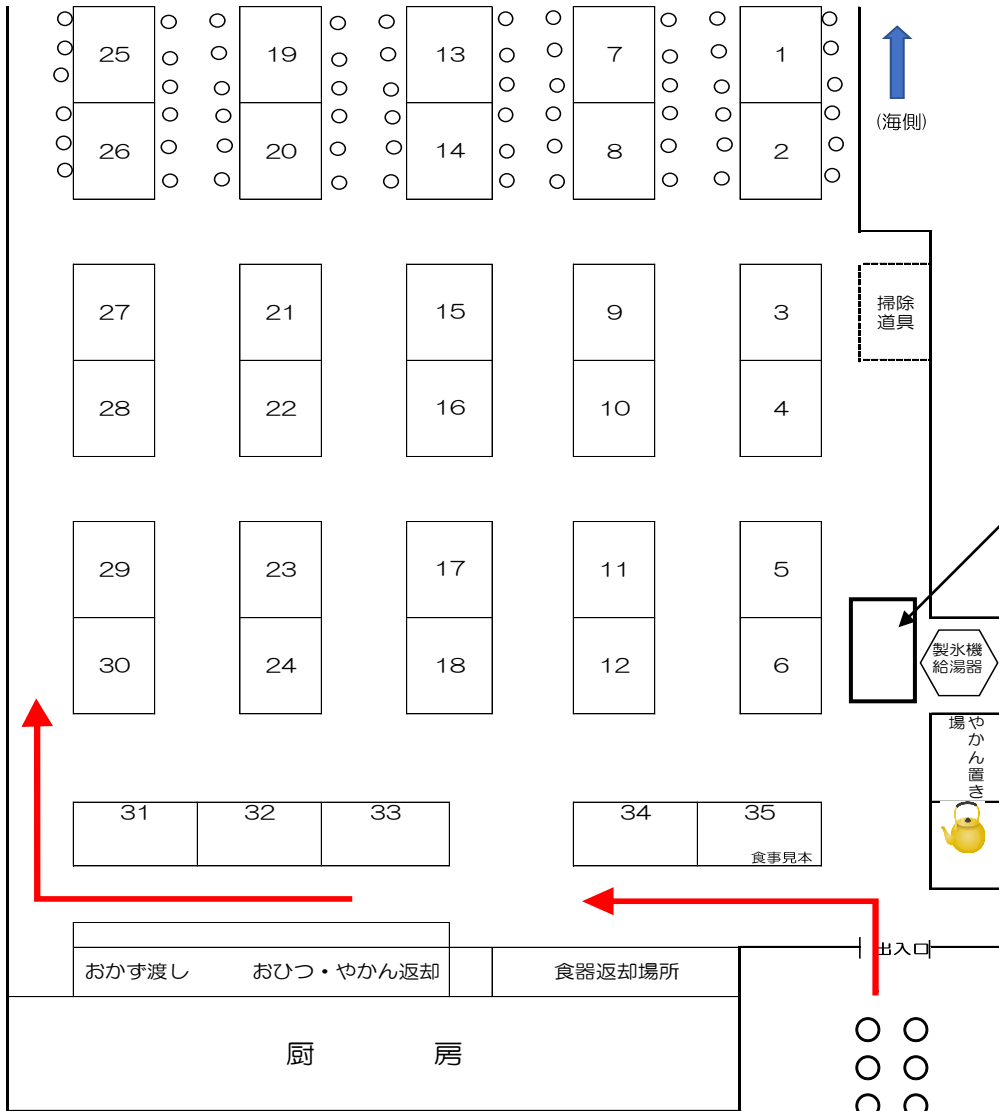 25 19 13 7 1
(海側)
26 20 14 8 2
27 21 15 9 3
掃除
道具
28 22 16 10 4
29 23 17 11 5
30 24 18 12 6
製氷機
給湯器
やかん置き
場
31 32 33 34 35
食事見本
出入口
おかず渡し おひつ・やかん返却 食器返却場所
厨 房